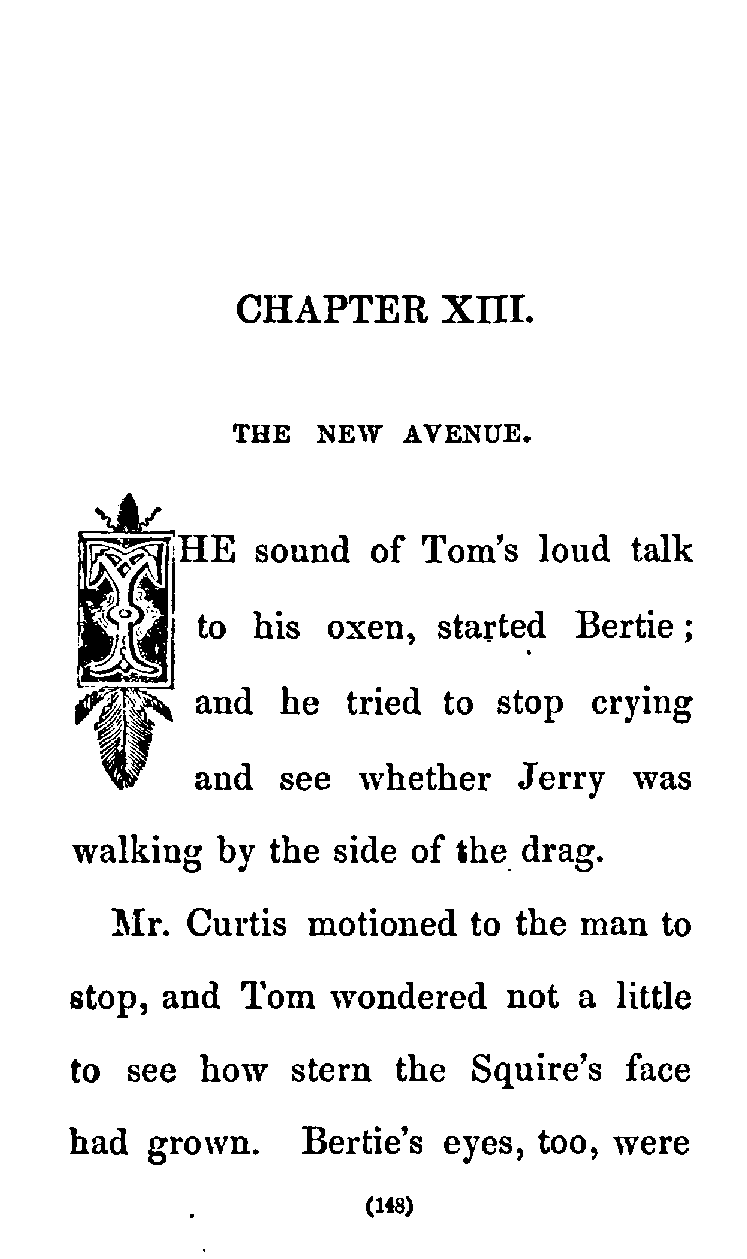 CHAPTER XIII.
THE NEW AVENUE.
THE sound of Tom's loud talk
to his oxen, started Bertie;
and he tried to stop crying
and see whether Jerry was
walking by the side of the drag.
Mr. Curtis motioned to the man to
stop, and Tom wondered not a little
to see how stern the Squire's face
had grown. Bertie's eyes, too, were
(148)